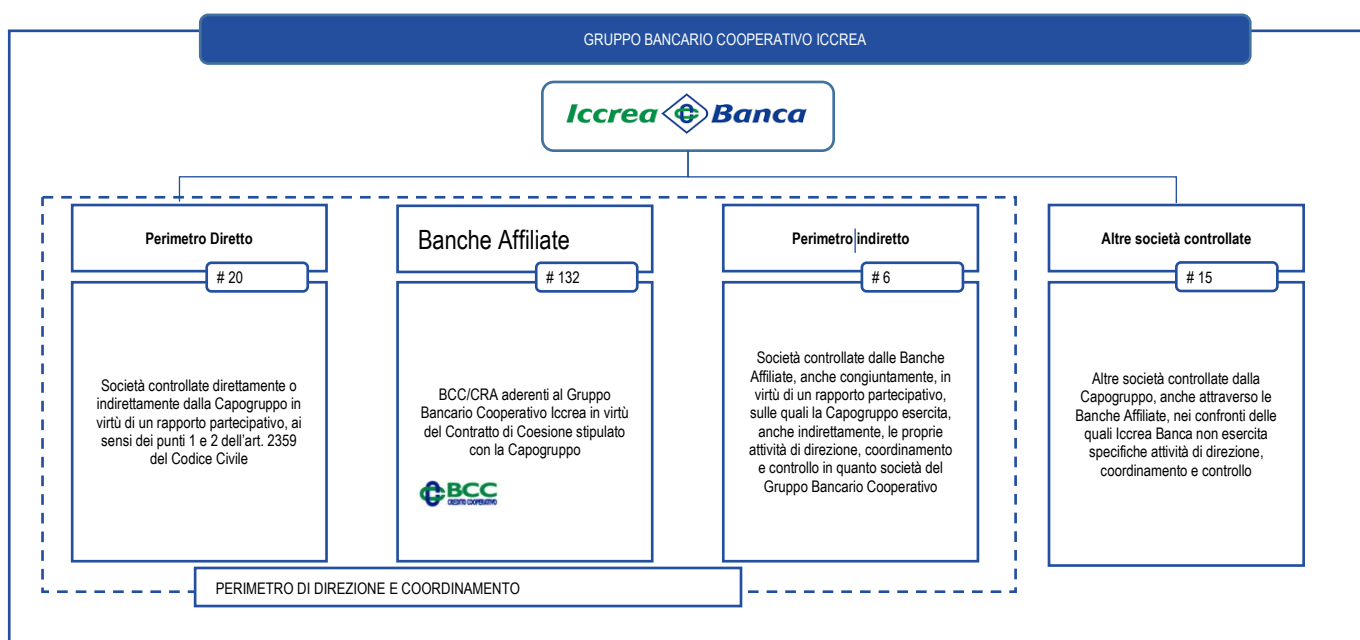 GRUPPO BANCARIO COOPERATIVO ICCREA
Iccrea Banca
Perimetro Diretto
# 20
Società controllate direttamente o
indirettamente dalla Capogruppo in
virtù di un rapporto partecipativo, ai
sensi dei punti 1 e 2 dell'art. 2359
del Codice Civile
Banche Affiliate
# 132
BCC/CRA aderenti al Gruppo
Bancario Cooperativo Iccrea in virtù
del Contratto di Coesione stipulato
con la Capogruppo
BCC
CREDITO COOPERATIVO
Perimetro indiretto
# 6
Società controllate dalle Banche
Affiliate, anche congiuntamente, in
virtù di un rapporto partecipativo,
sulle quali la Capogruppo esercita,
anche indirettamente, le proprie
attività di direzione, coordinamento
e controllo in quanto società del
Gruppo Bancario Cooperativo
Altre società controllate
# 15
Altre società controllate dalla
Capogruppo, anche attraverso le
Banche Affiliate, nei confronti delle
quali Iccrea Banca non esercita
specifiche attività di direzione,
coordinamento e controllo
PERIMETRO DI DIREZIONE E COORDINAMENTO